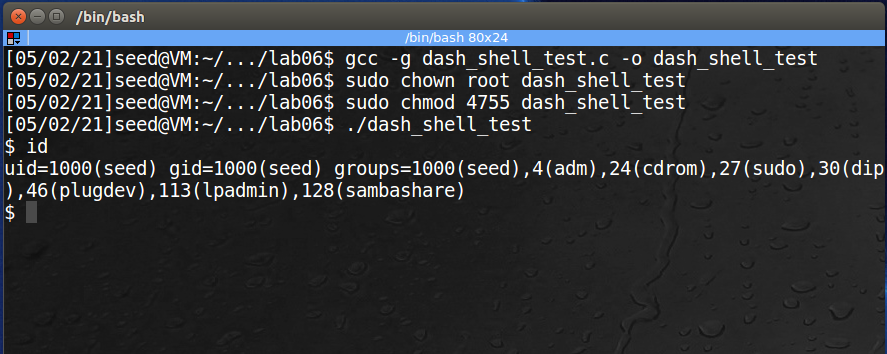 /bin/bash
/bin/bash 80x24
[05/02/21]seed@VM:~/.../lab06$ gcc -g dash_shell_test.c -o dash_shell_test
[05/02/21]seed@VM:~/.../lab06$ sudo chown root dash_shell_test
[05/02/21]seed@VM:~/.../lab06$ sudo chmod 4755 dash_shell_test
[05/02/21]seed@VM:~/.../lab06$ ./dash_shell_test
$ id
uid=1000(seed) gid=1000(seed) groups=1000(seed),4(adm),24(cdrom),27(sudo),30(dip
),46(plugdev),113(lpadmin),128(sambashare)
$